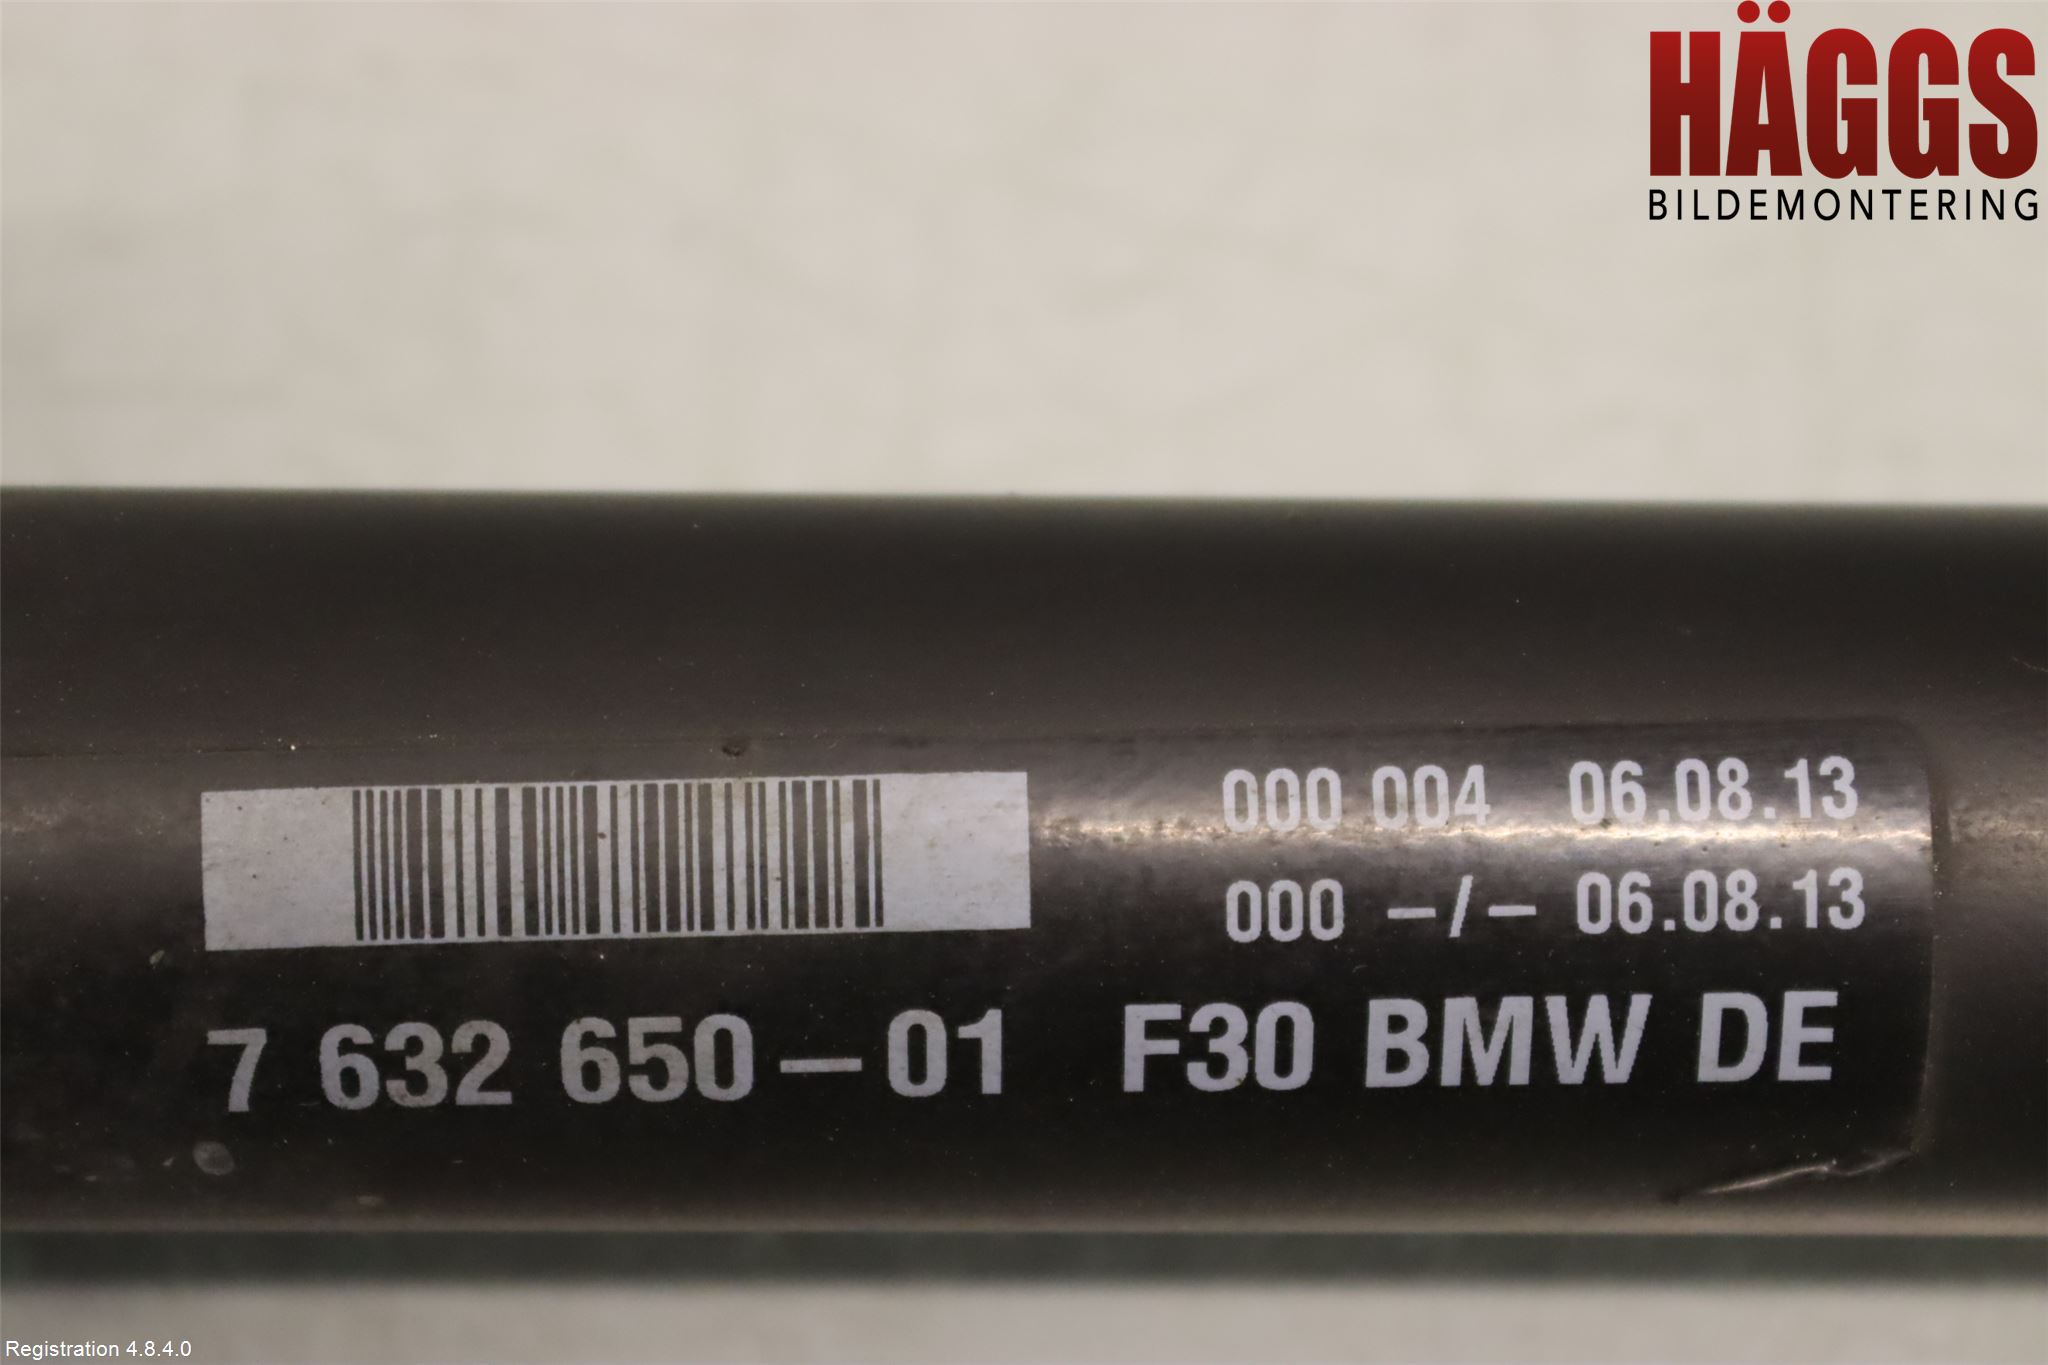 HÄGGS
BILDEMONTERING
000 004 06.08.13
000 -/- 06.08.13
7 632 650-01 F30 BMW DE
Registration 4.8.4.0